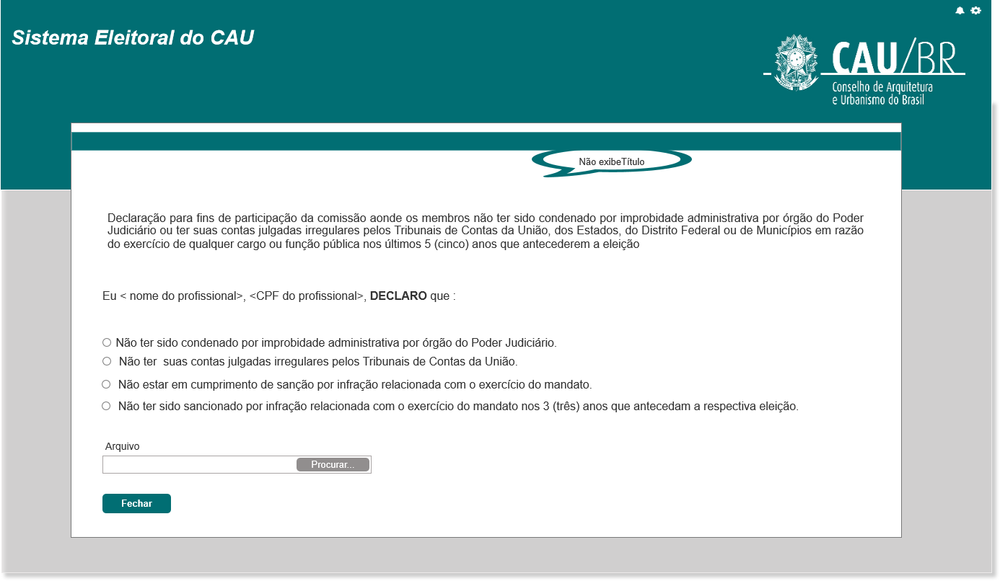 Sistema Eleitoral do CAU
CAU/BR
Conselho de Arquitetura
e Urbanismo do Brasil
Não exibeTítulo
Declaração para fins de participação da comissão aonde os membros não ter sido condenado por improbidade administrativa por órgão do Poder
Judiciário ou ter suas contas julgadas irregulares pelos Tribunais de Contas da União, dos Estados, do Distrito Federal ou de Municípios em razão
do exercício de qualquer cargo ou função pública nos últimos 5 (cinco) anos que antecederem a eleição
Eu < nome do profissional>, <CPF do profissional>, DECLARO que :
Não ter sido condenado por improbidade administrativa por órgão do Poder Judiciário.
Não ter  suas contas julgadas irregulares pelos Tribunais de Contas da União.
Não estar em cumprimento de sanção por infração relacionada com o exercício do mandato.
Não ter sido sancionado por infração relacionada com o exercício do mandato nos 3 (três) anos que antecedam a respectiva eleição.
Arquivo
Procurar...
Fechar